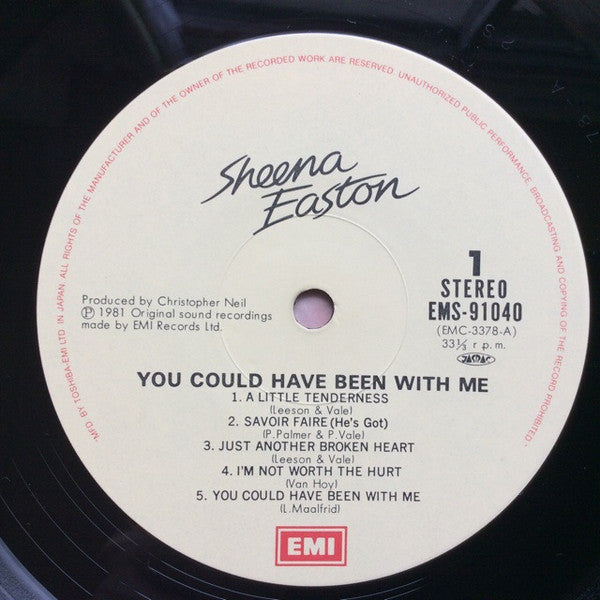 "MFD. BY TOSHIBA-EMI LTD. IN JAPAN. ALL RIGHTS OF THE MANUFACTURER AND OF THE OWNER OF THE RECORDED WORK ARE RESERVED. UNAUTHORIZED PUBLIC PERFORMANCE, BROADCASTING AND COPYING OF THE RECORD PROHIBITED"
Sheena
Easton
1
STEREO
EMS-91040
(EMC-3378-A)
33⅓ r.p.m.
JASRAC
Produced by Christopher Neil
Ⓟ 1981 Original sound recordings
made by EMI Records Ltd.
YOU COULD HAVE BEEN WITH ME
1. A LITTLE TENDERNESS
(Leeson & Vale)
2. SAVOIR FAIRE (He's Got)
(P. Palmer & P. Vale)
3. JUST ANOTHER BROKEN HEART
(Leeson & Vale)
4. I'M NOT WORTH THE HURT
(Van Hoy)
5. YOU COULD HAVE BEEN WITH ME
(L.Maalfrid)
EMI